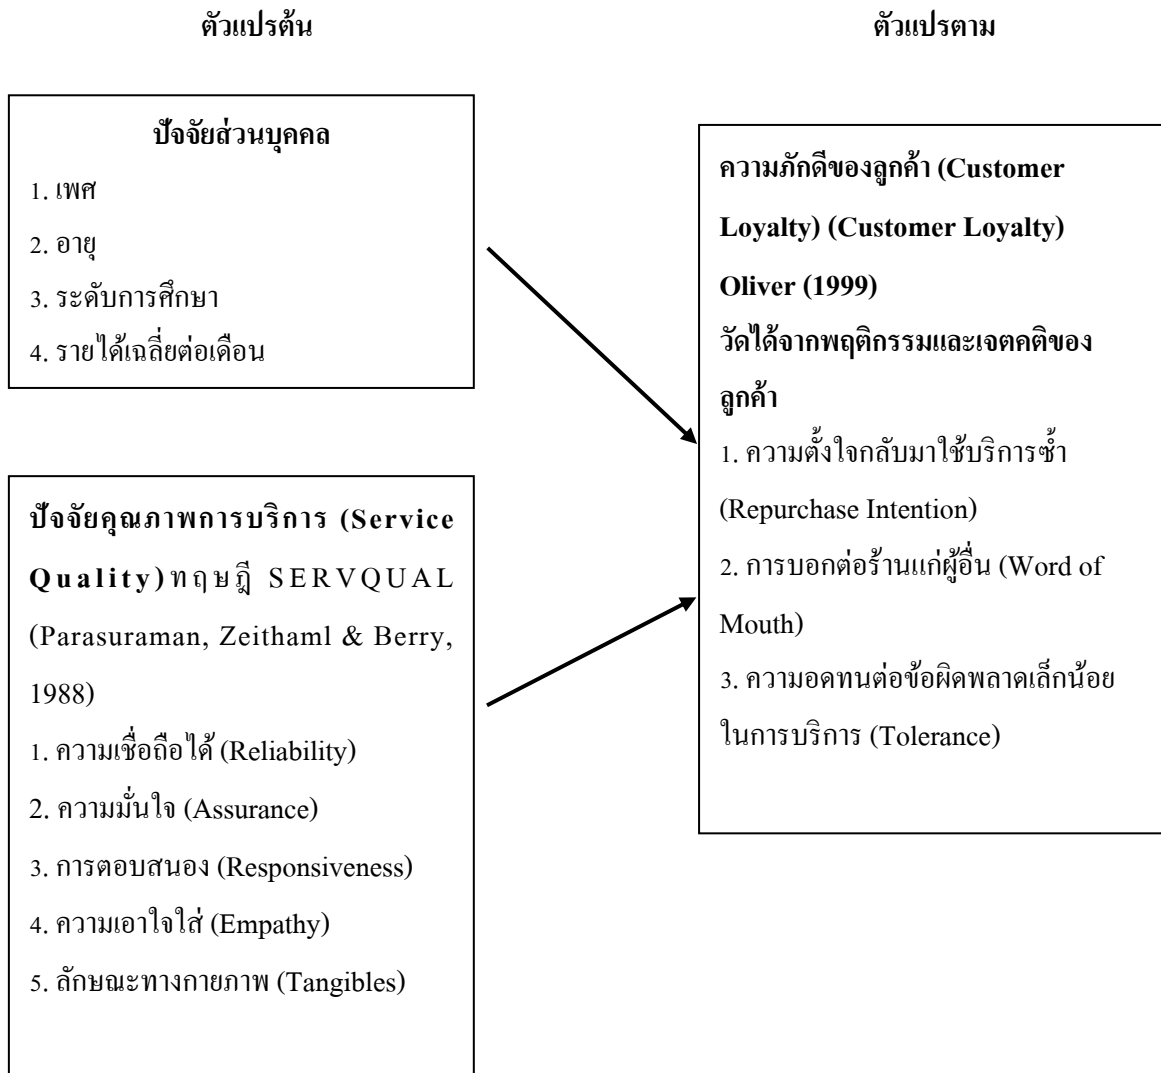 ตัวแปรต้น
ตัวแปรตาม
ปัจจัยส่วนบุคคล
1. เพศ
2. อายุ
3. ระดับการศึกษา
4. รายได้เฉลี่ยต่อเดือน
ปัจจัยคุณภาพการบริการ (Service
Quality)ทฤษฎี SERVQUAL
(Parasuraman, Zeithaml & Berry,
1988)
1. ความเชื่อถือได้ (Reliability)
2. ความมั่นใจ (Assurance)
3. การตอบสนอง (Responsiveness)
4. ความเอาใจใส่ (Empathy)
5. ลักษณะทางกายภาพ (Tangibles)
ความภักดีของลูกค้า (Customer
Loyalty) (Customer Loyalty)
Oliver (1999)
วัดได้จากพฤติกรรมและเจตคติของ
ลูกค้า
1. ความตั้งใจกลับมาใช้บริการซ้ำ
(Repurchase Intention)
2. การบอกต่อร้านแก่ผู้อื่น (Word of
Mouth)
3. ความอดทนต่อข้อผิดพลาดเล็กน้อย
ในการบริการ (Tolerance)